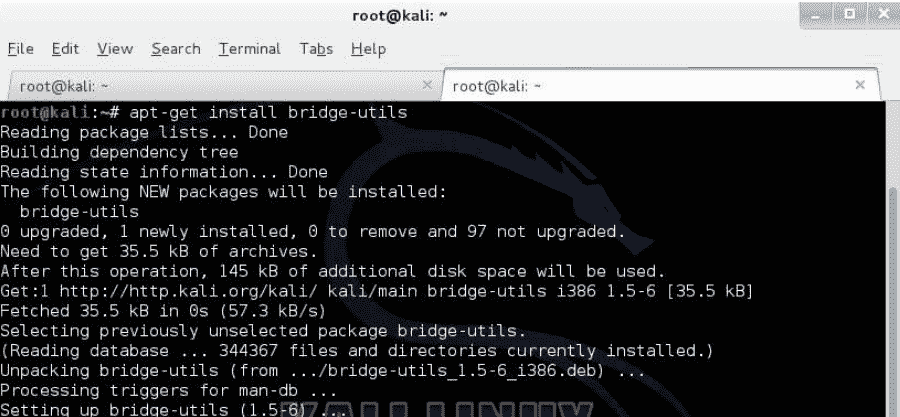 root@kali: ~
File Edit View Search Terminal Tabs Help
root@kali: ~ root@kali: ~
root@kali:~# apt-get install bridge-utils
Reading package lists... Done
Building dependency tree
Reading state information... Done
The following NEW packages will be installed:
  bridge-utils
0 upgraded, 1 newly installed, 0 to remove and 97 not upgraded.
Need to get 35.5 kB of archives.
After this operation, 145 kB of additional disk space will be used.
Get:1 http://http.kali.org/kali/ kali/main bridge-utils i386 1.5-6 [35.5 kB]
Fetched 35.5 kB in 0s (57.3 kB/s)
Selecting previously unselected package bridge-utils.
(Reading database ... 344367 files and directories currently installed.)
Unpacking bridge-utils (from .../bridge-utils_1.5-6_i386.deb) ...
Processing triggers for man-db ...
Setting up bridge-utils (1.5-6) ...
KALI LINUX